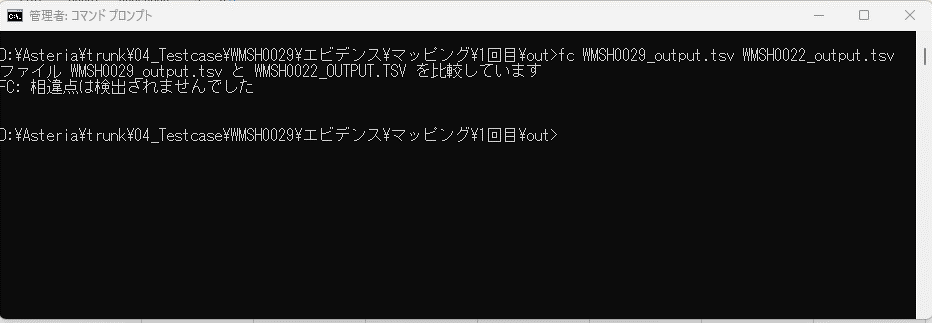 管理者: コマンド プロンプト
D:¥Asteria¥trunk¥04_Testcase¥WMSH0029¥エビデンス¥マッピング¥1回目¥out>fc WMSH0029_output.tsv WMSH0022_output.tsv
ファイル WMSH0029_output.tsv と WMSH0022_OUTPUT.TSV を比較しています
FC: 相違点は検出されませんでした
D:¥Asteria¥trunk¥04_Testcase¥WMSH0029¥エビデンス¥マッピング¥1回目¥out>